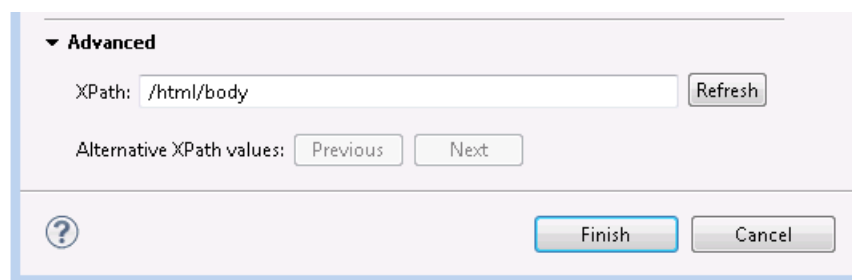 Advanced
XPath: /html/body Refresh
Alternative XPath values: Previous Next
? Finish Cancel